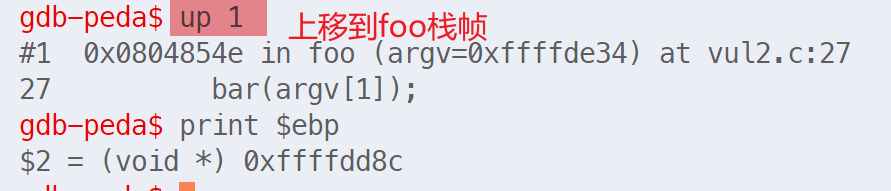 gdb-peda$ up 1 上移到foo栈帧
#1  0x0804854e in foo (argv=0xffffde34) at vul2.c:27
27          bar(argv[1]);
gdb-peda$ print $ebp
$2 = (void *) 0xffffdd8c